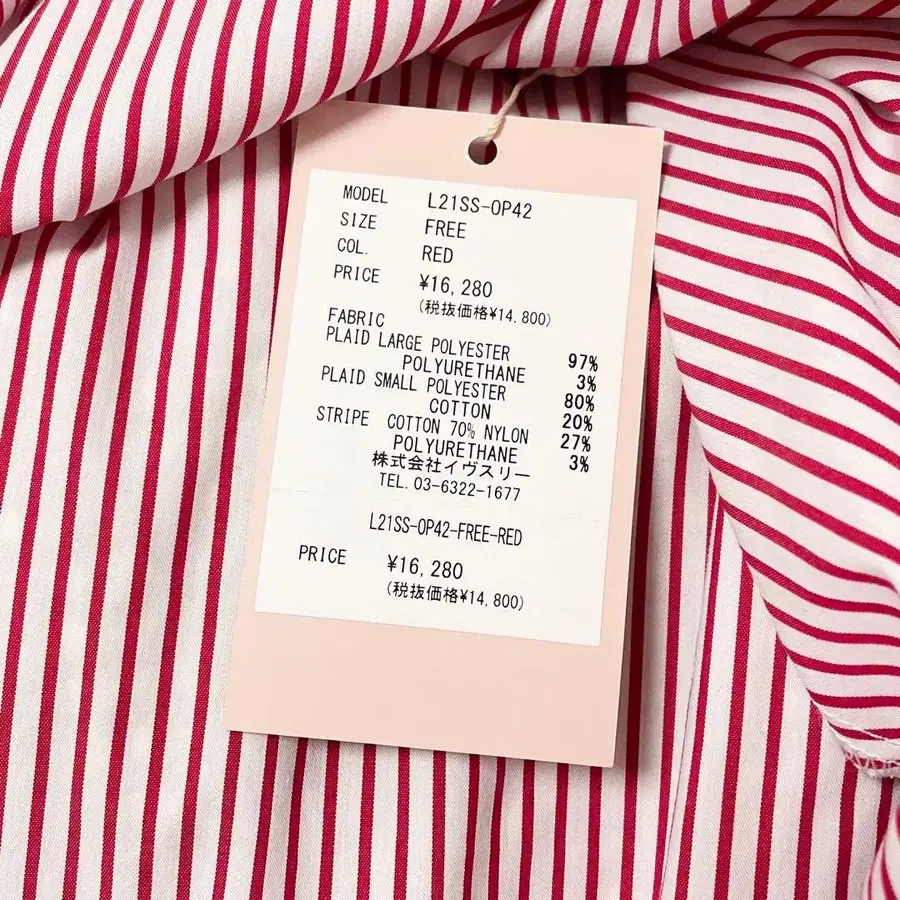 MODEL L21SS-OP42
SIZE FREE
COL. RED
PRICE ¥16,280
(税抜価格¥14,800)
FABRIC
PLAID LARGE POLYESTER 97%
POLYURETHANE 3%
PLAID SMALL POLYESTER 80%
COTTON 20%
STRIPE COTTON 70% NYLON 27%
POLYURETHANE 3%
株式会社イヴスリー
TEL. 03-6322-1677
L21SS-OP42-FREE-RED
PRICE ¥16,280
(税抜価格¥14,800)